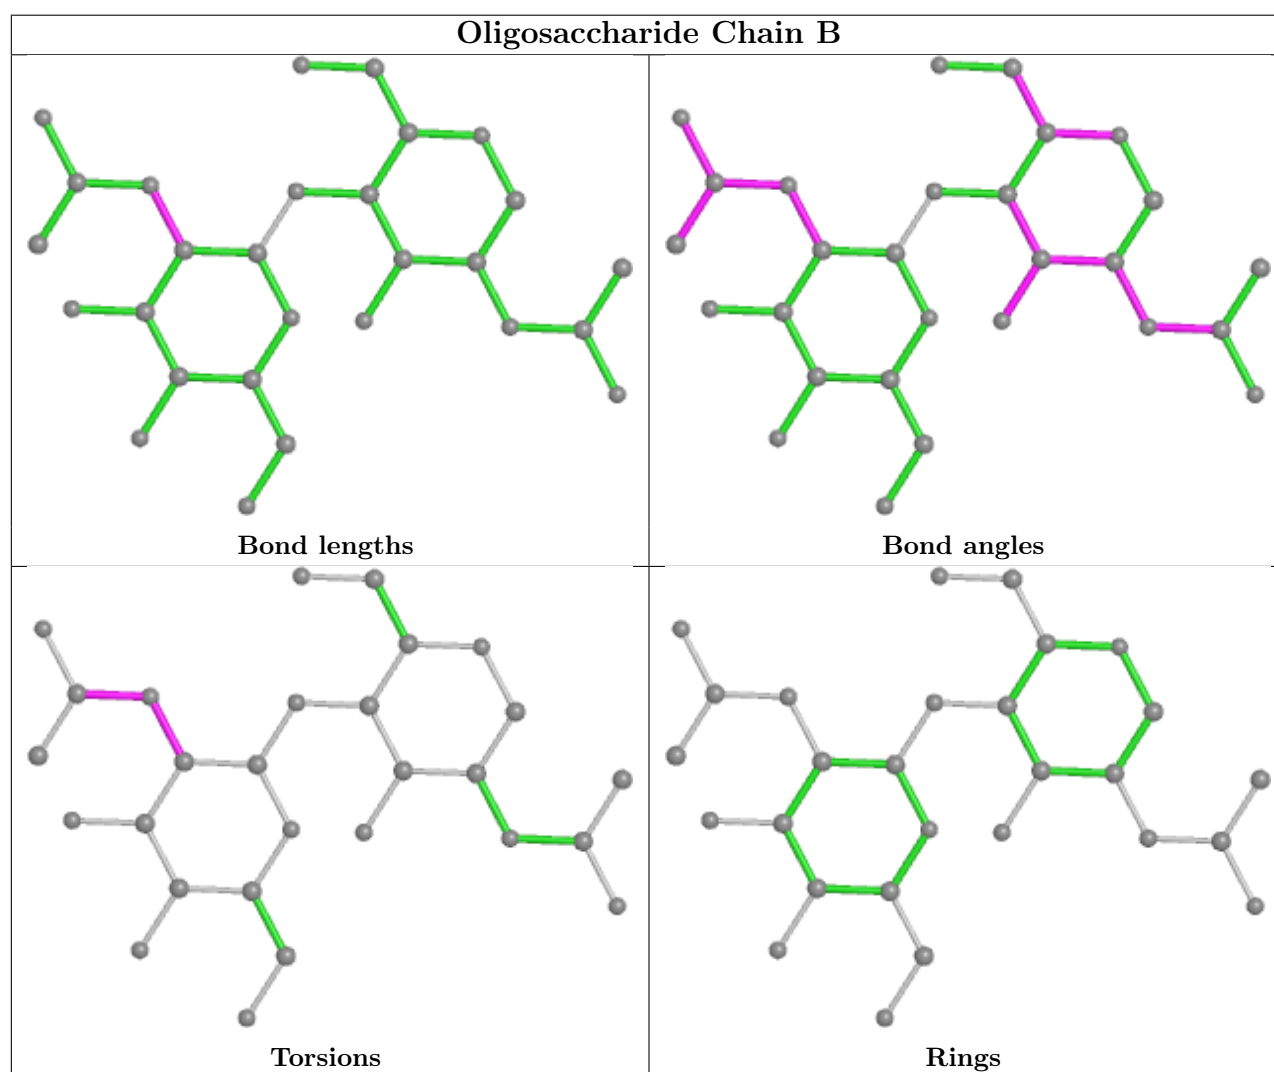 Oligosaccharide Chain B
Bond lengths
Bond angles
Torsions
Rings